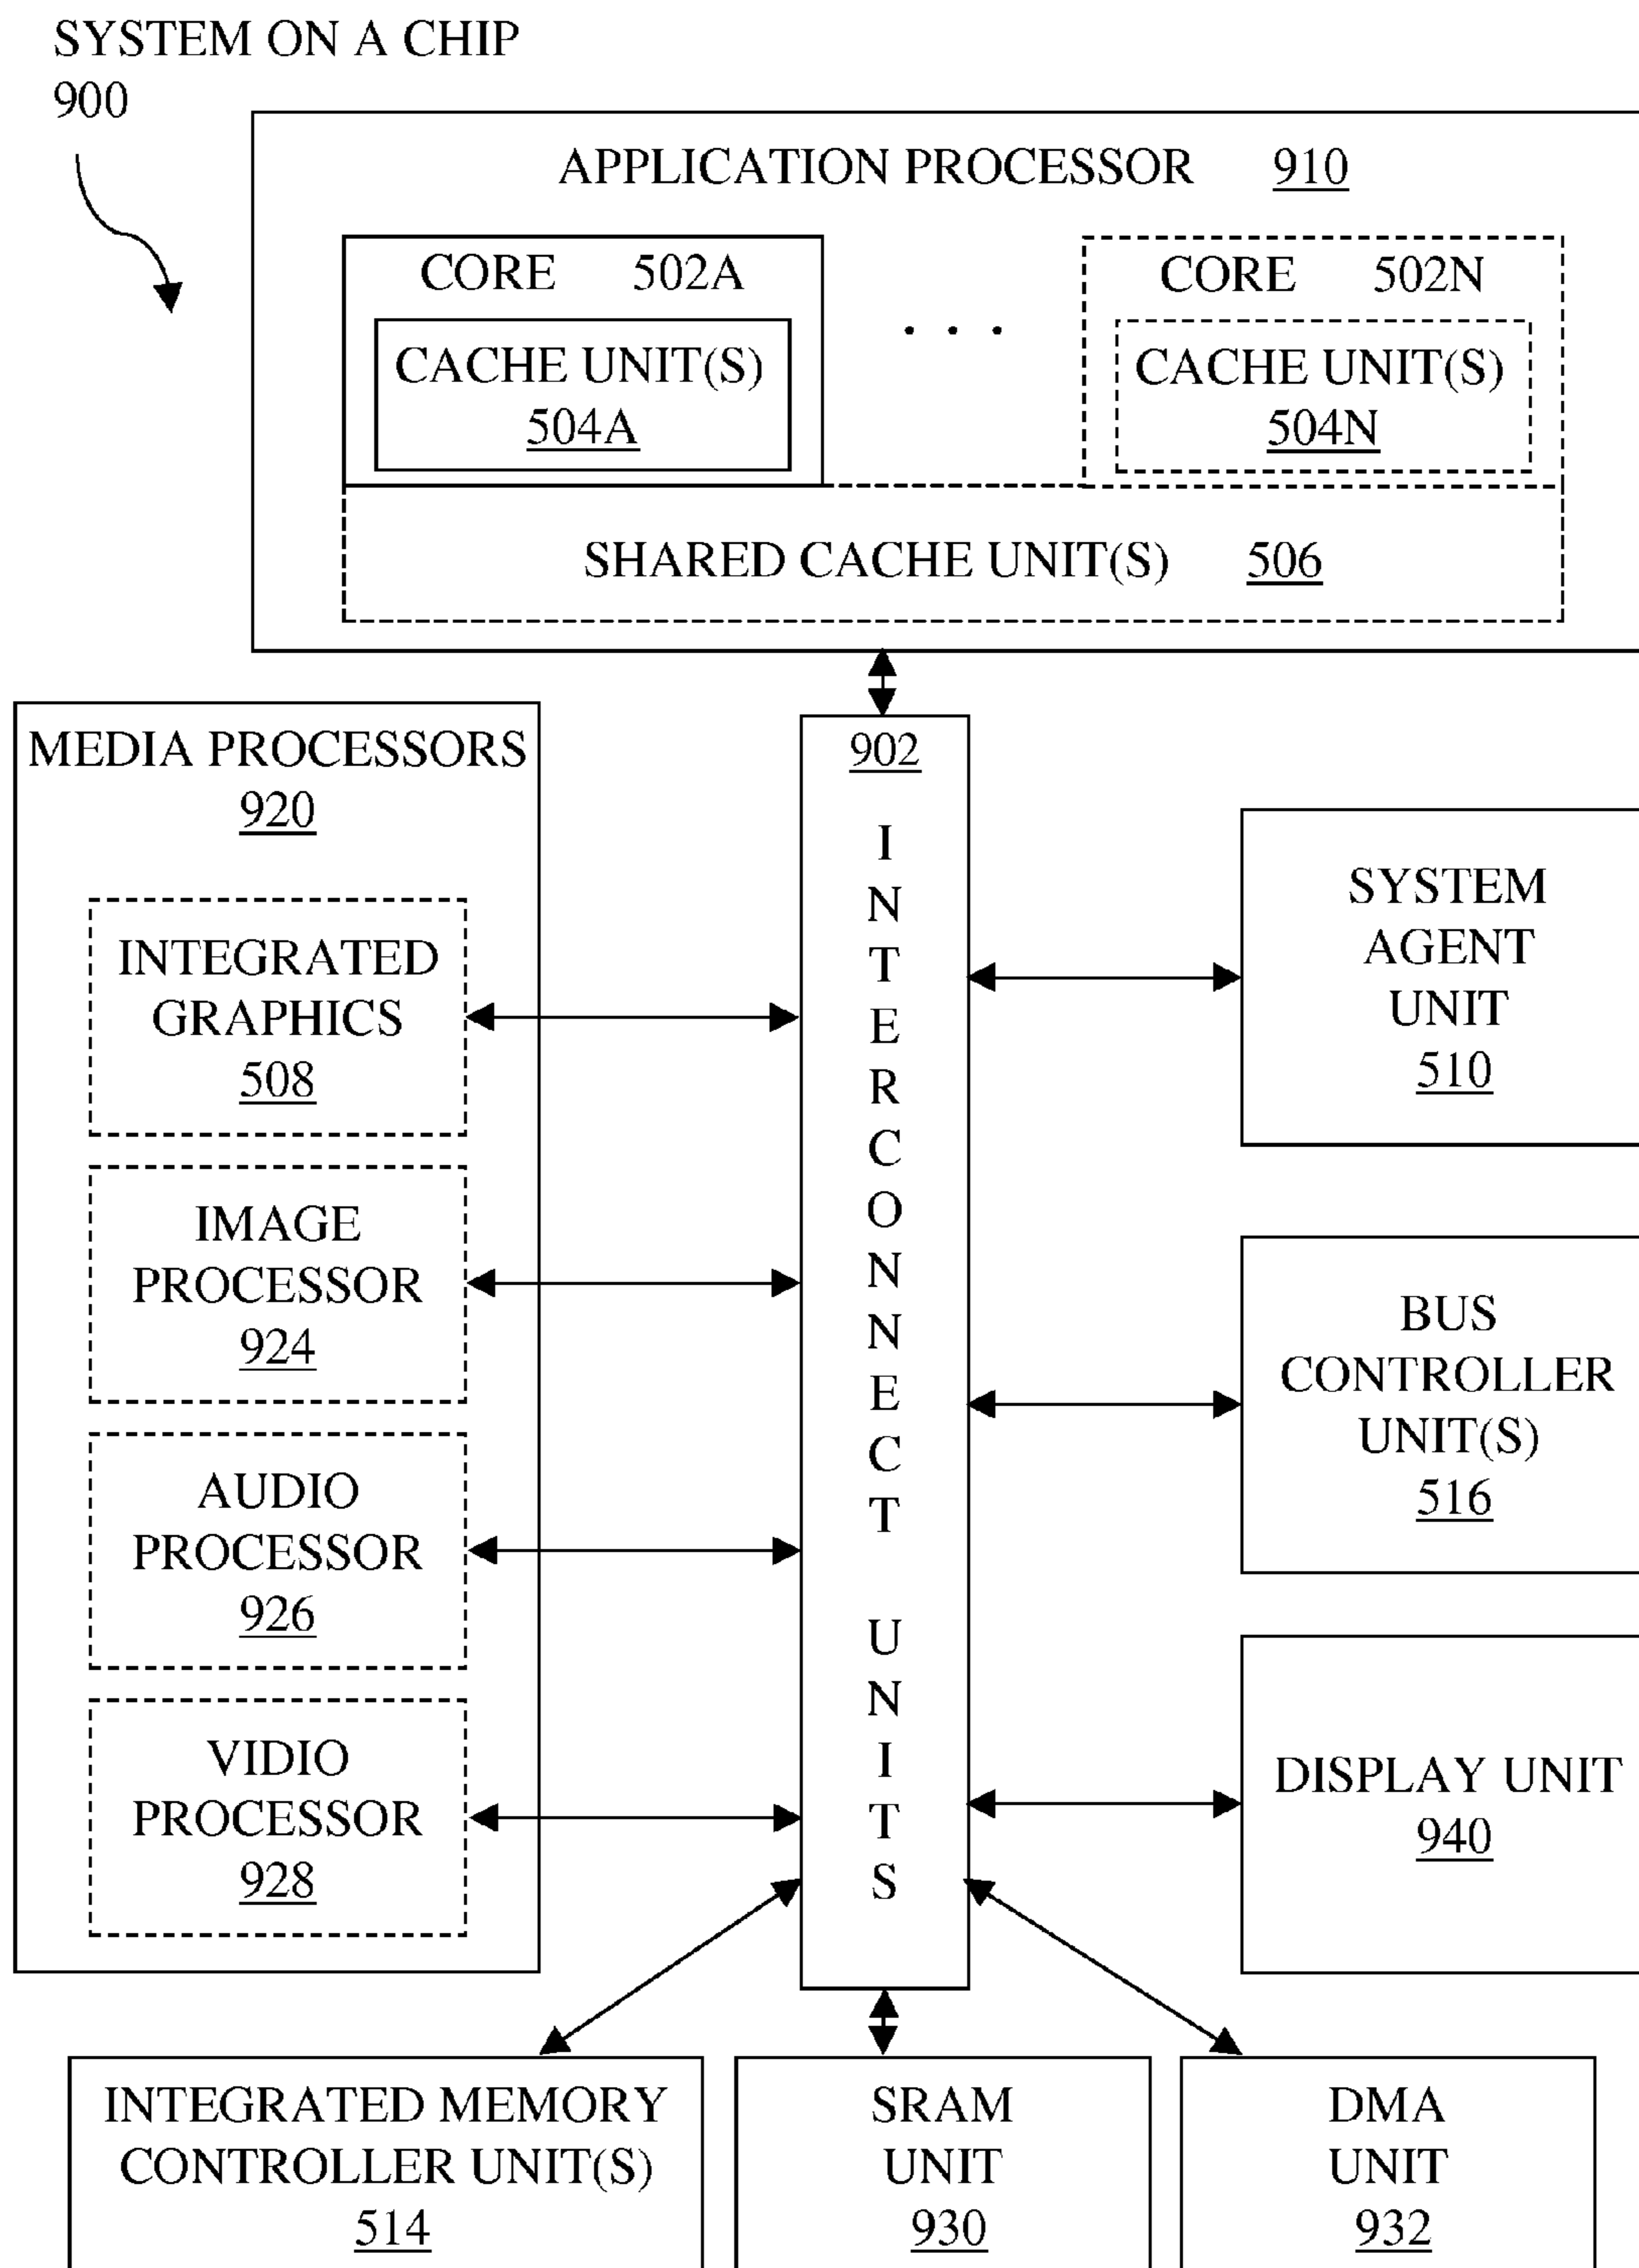 SYSTEM ON A CHIP
900
APPLICATION PROCESSOR 910
CORE 502A
CACHE UNIT(S)
504A
. . .
CORE 502N
CACHE UNIT(S)
504N
SHARED CACHE UNIT(S) 506
MEDIA PROCESSORS
920
INTEGRATED
GRAPHICS
508
IMAGE
PROCESSOR
924
AUDIO
PROCESSOR
926
VIDIO
PROCESSOR
928
902
INTERCONNECT UNITS
SYSTEM
AGENT
UNIT
510
BUS
CONTROLLER
UNIT(S)
516
DISPLAY UNIT
940
INTEGRATED MEMORY
CONTROLLER UNIT(S)
514
SRAM
UNIT
930
DMA
UNIT
932